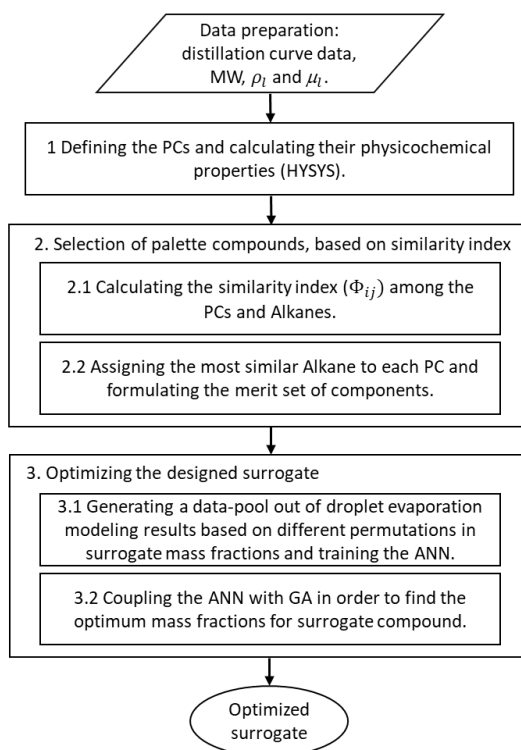 Data preparation:
distillation curve data,
MW, ρ_l and μ_l.
1 Defining the PCs and calculating their physicochemical
properties (HYSYS).
2. Selection of palette compounds, based on similarity index
2.1 Calculating the similarity index (Φ_ij) among the
PCs and Alkanes.
2.2 Assigning the most similar Alkane to each PC and
formulating the merit set of components.
3. Optimizing the designed surrogate
3.1 Generating a data-pool out of droplet evaporation
modeling results based on different permutations in
surrogate mass fractions and training the ANN.
3.2 Coupling the ANN with GA in order to find the
optimum mass fractions for surrogate compound.
Optimized
surrogate